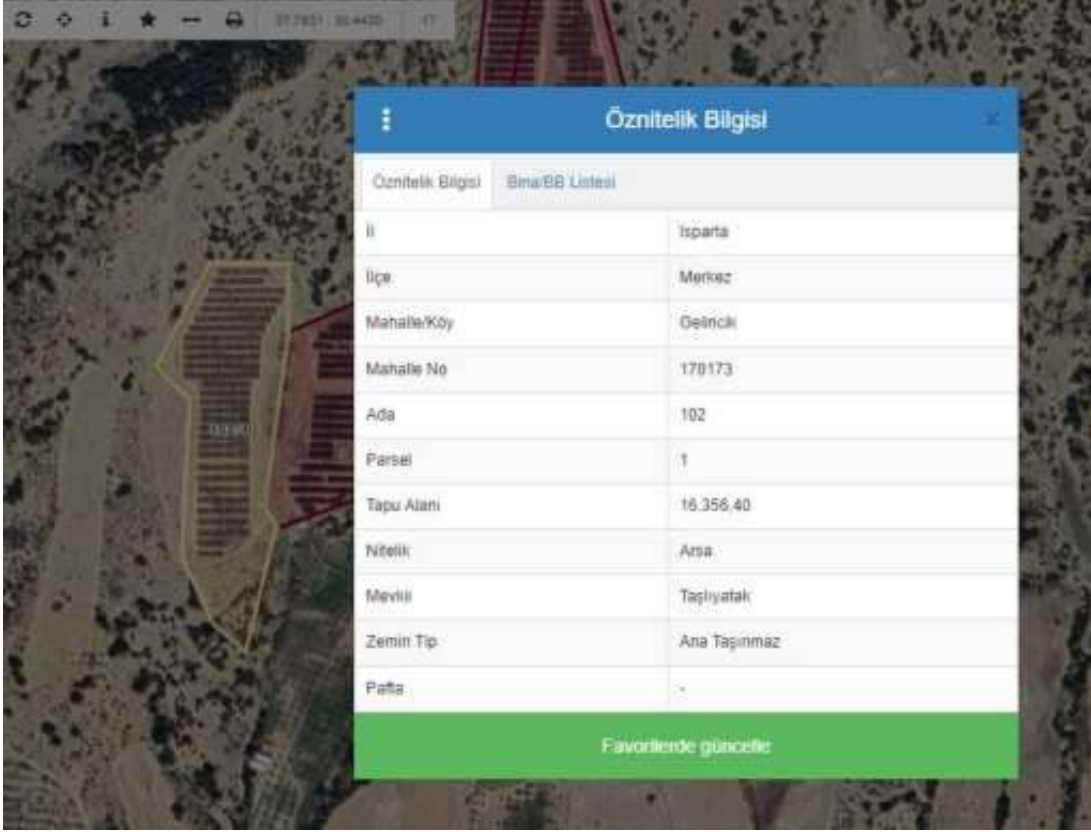 Öznitelik Bilgisi
Öznitelik Bilgisi Bina/BB Listesi
İl Isparta
İlçe Merkez
Mahalle/Köy Gelincik
Mahalle No 170173
Ada 102
Parsel 1
Tapu Alanı 16.356,40
Nitelik Arsa
Mevkii Taşlıyatak
Zemin Tip Ana Taşınmaz
Pafta -
Favorilerde güncelle